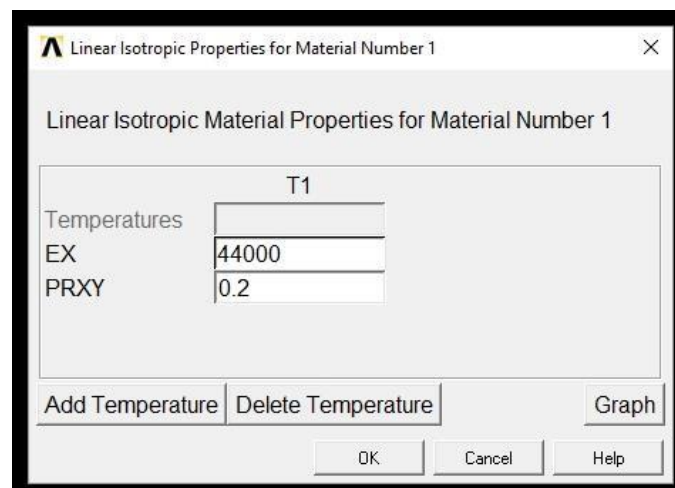 Linear Isotropic Properties for Material Number 1
Linear Isotropic Material Properties for Material Number 1
T1
Temperatures
EX 44000
PRXY 0.2
Add Temperature Delete Temperature Graph
OK Cancel Help